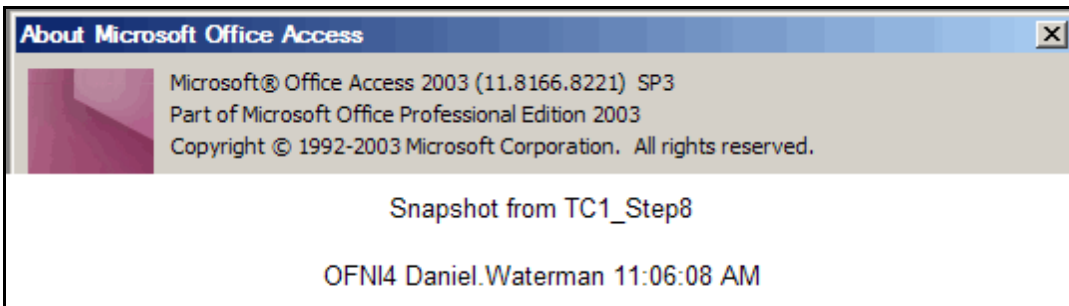 About Microsoft Office Access
Microsoft® Office Access 2003 (11.8166.8221) SP3
Part of Microsoft Office Professional Edition 2003
Copyright © 1992-2003 Microsoft Corporation. All rights reserved.
Snapshot from TC1_Step8
OFNI4 Daniel.Waterman 11:06:08 AM